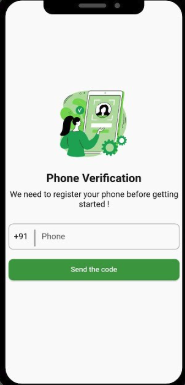 Phone Verification
We need to register your phone before getting
started !
+91 Phone
Send the code